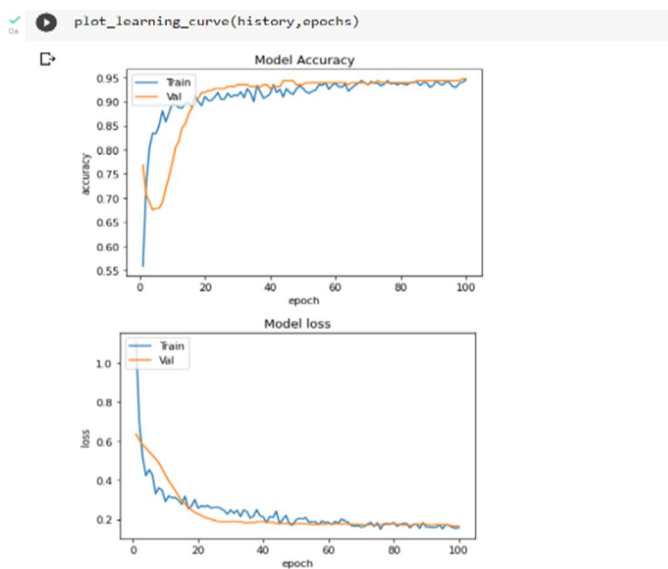 plot_learning_curve(history,epochs)
0s
Model Accuracy
Train
Val
0.95
0.90
0.85
0.80
0.75
0.70
0.65
0.60
0.55
accuracy
0 20 40 60 80 100
epoch
Model loss
Train
Val
1.0
0.8
0.6
0.4
0.2
loss
0 20 40 60 80 100
epoch